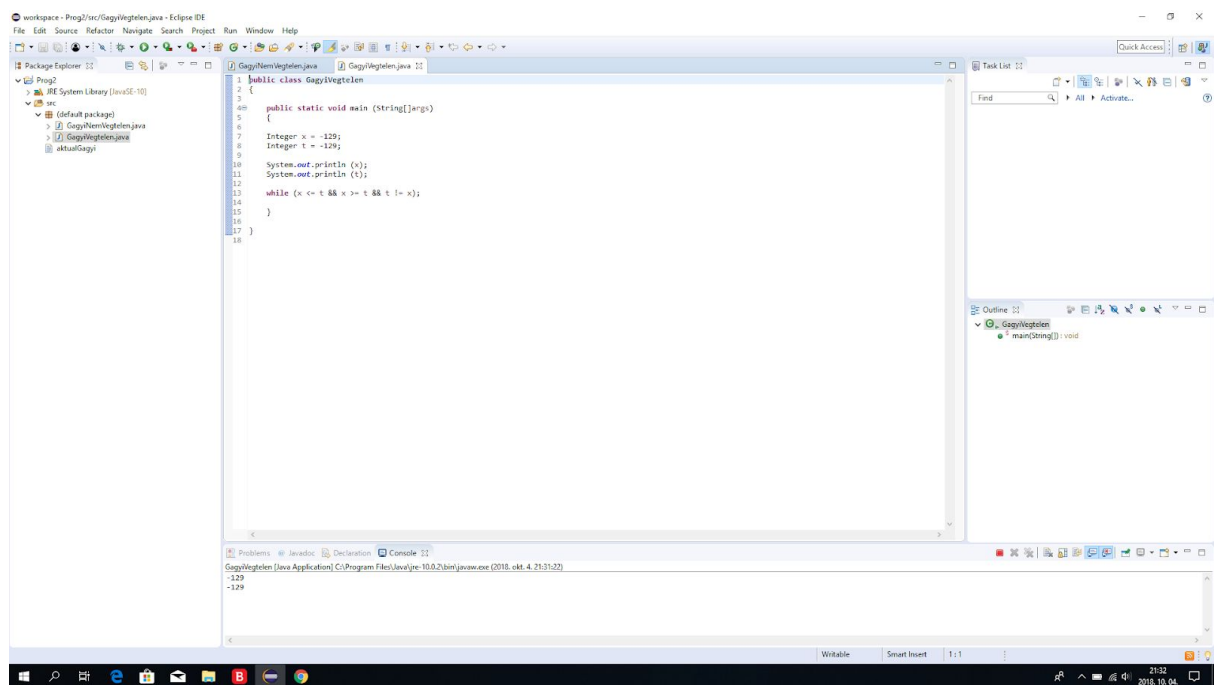 workspace - Prog2/src/GagyiVegtelen.java - Eclipse IDE
File Edit Source Refactor Navigate Search Project Run Window Help
Quick Access
Package Explorer
GagyiNemVegtelen.java
GagyiVegtelen.java
Task List
Prog2
JRE System Library [JavaSE-10]
src
(default package)
GagyiNemVegtelen.java
GagyiVegtelen.java
aktualGagyi
1 public class GagyiVegtelen
2 {
3
4 public static void main (String[]args)
5 {
6
7 Integer x = -129;
8 Integer t = -129;
9
10 System.out.println (x);
11 System.out.println (t);
12
13 while (x <= t && x >= t && t != x);
14
15 }
16
17 }
18
Find
All
Activate...
Outline
GagyiVegtelen
main(String[]) : void
Problems Javadoc Declaration Console
GagyiVegtelen [Java Application] C:\Program Files\Java\jre-10.0.2\bin\javaw.exe (2018. okt. 4. 21:31:22)
-129
-129
Writable Smart Insert 1 : 1
21:32
2018. 10. 04.